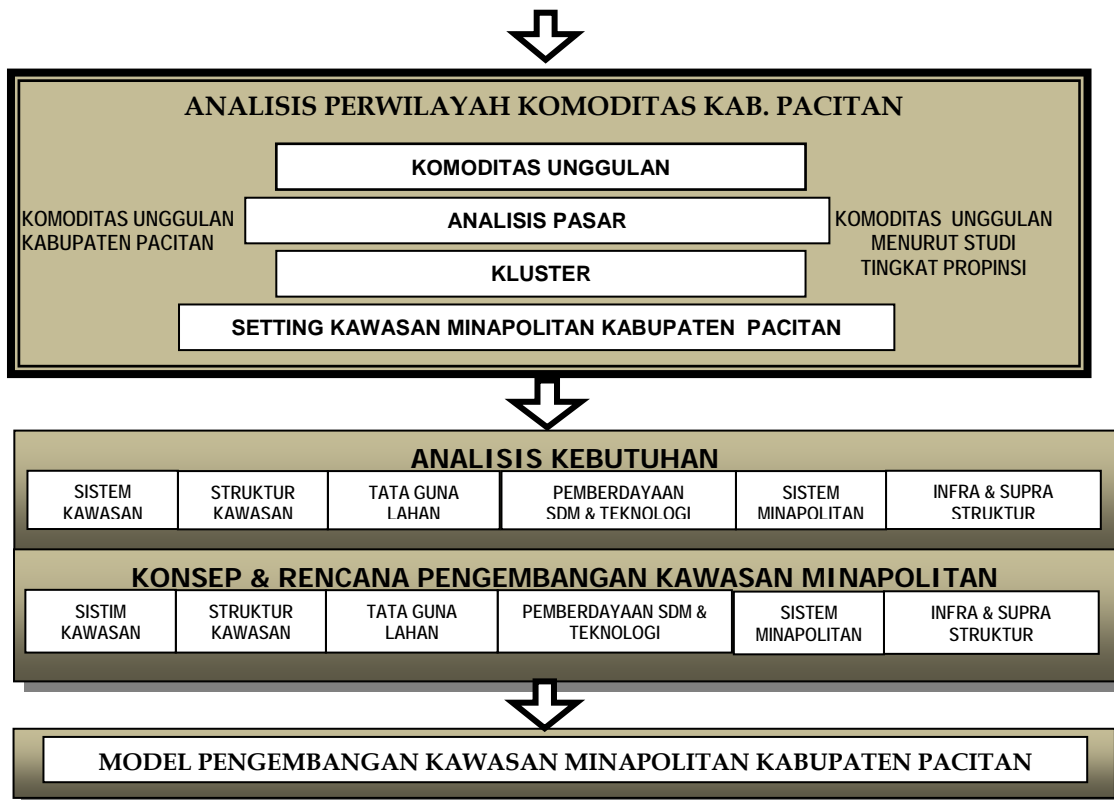 ANALISIS PERWILAYAH KOMODITAS KAB. PACITAN
KOMODITAS UNGGULAN
KABUPATEN PACITAN
KOMODITAS UNGGULAN
ANALISIS PASAR
KLUSTER
SETTING KAWASAN MINAPOLITAN KABUPATEN PACITAN
KOMODITAS UNGGULAN
MENURUT STUDI
TINGKAT PROPINSI
ANALISIS KEBUTUHAN
SISTEM
KAWASAN
STRUKTUR
KAWASAN
TATA GUNA
LAHAN
PEMBERDAYAAN
SDM & TEKNOLOGI
SISTEM
MINAPOLITAN
INFRA & SUPRA
STRUKTUR
KONSEP & RENCANA PENGEMBANGAN KAWASAN MINAPOLITAN
SISTIM
KAWASAN
STRUKTUR
KAWASAN
TATA GUNA
LAHAN
PEMBERDAYAAN SDM &
TEKNOLOGI
SISTEM
MINAPOLITAN
INFRA & SUPRA
STRUKTUR
MODEL PENGEMBANGAN KAWASAN MINAPOLITAN KABUPATEN PACITAN